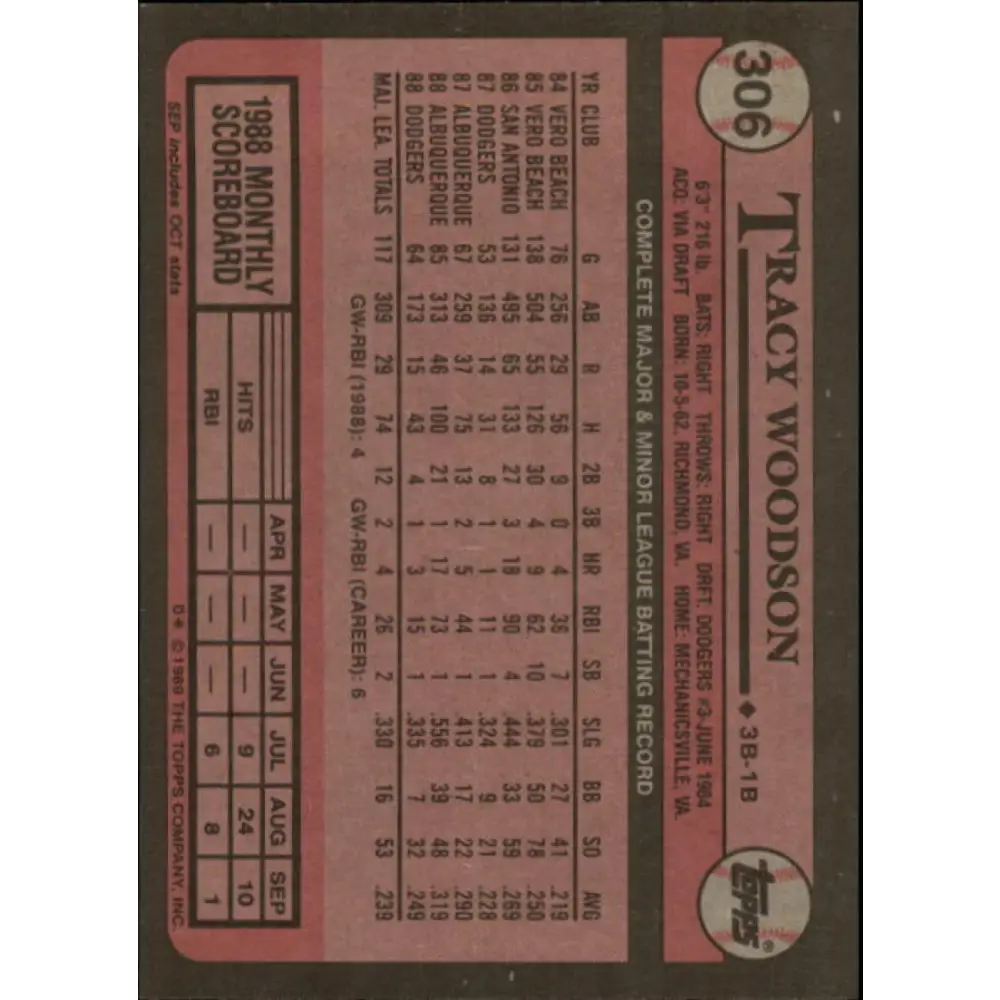 306
TRACY WOODSON ◆ 3B-1B
topps®
6'3" 216 lb. BATS: RIGHT THROWS: RIGHT DRFT: DODGERS #3-JUNE 1984
ACQ: VIA DRAFT BORN: 10-5-62, RICHMOND, VA. HOME: MECHANICSVILLE, VA.
COMPLETE MAJOR & MINOR LEAGUE BATTING RECORD
YR CLUB G AB R H 2B 3B HR RBI SB SLG BB SO AVG
84 VERO BEACH 76 256 29 56 9 0 4 36 7 .301 27 41 .219
85 VERO BEACH 138 504 55 126 30 4 9 62 10 .379 50 78 .250
86 SAN ANTONIO 131 495 65 133 27 3 18 90 4 .444 33 59 .269
87 DODGERS 53 136 14 31 8 1 1 11 1 .324 9 21 .228
87 ALBUQUERQUE 67 259 37 75 13 2 5 44 1 .413 17 22 .290
88 ALBUQUERQUE 85 313 46 100 21 1 17 73 1 .556 39 48 .319
88 DODGERS 64 173 15 43 4 1 3 15 1 .335 7 32 .249
MAJ. LEA. TOTALS 117 309 29 74 12 2 4 26 2 .330 16 53 .239
GW-RBI (1988): 4 GW-RBI (CAREER): 6
1988 MONTHLY
SCOREBOARD
APR MAY JUN JUL AUG SEP
HITS — — — 9 24 10
RBI — — — 6 8 1
SEP includes OCT stats
D* © 1989 THE TOPPS COMPANY, INC.